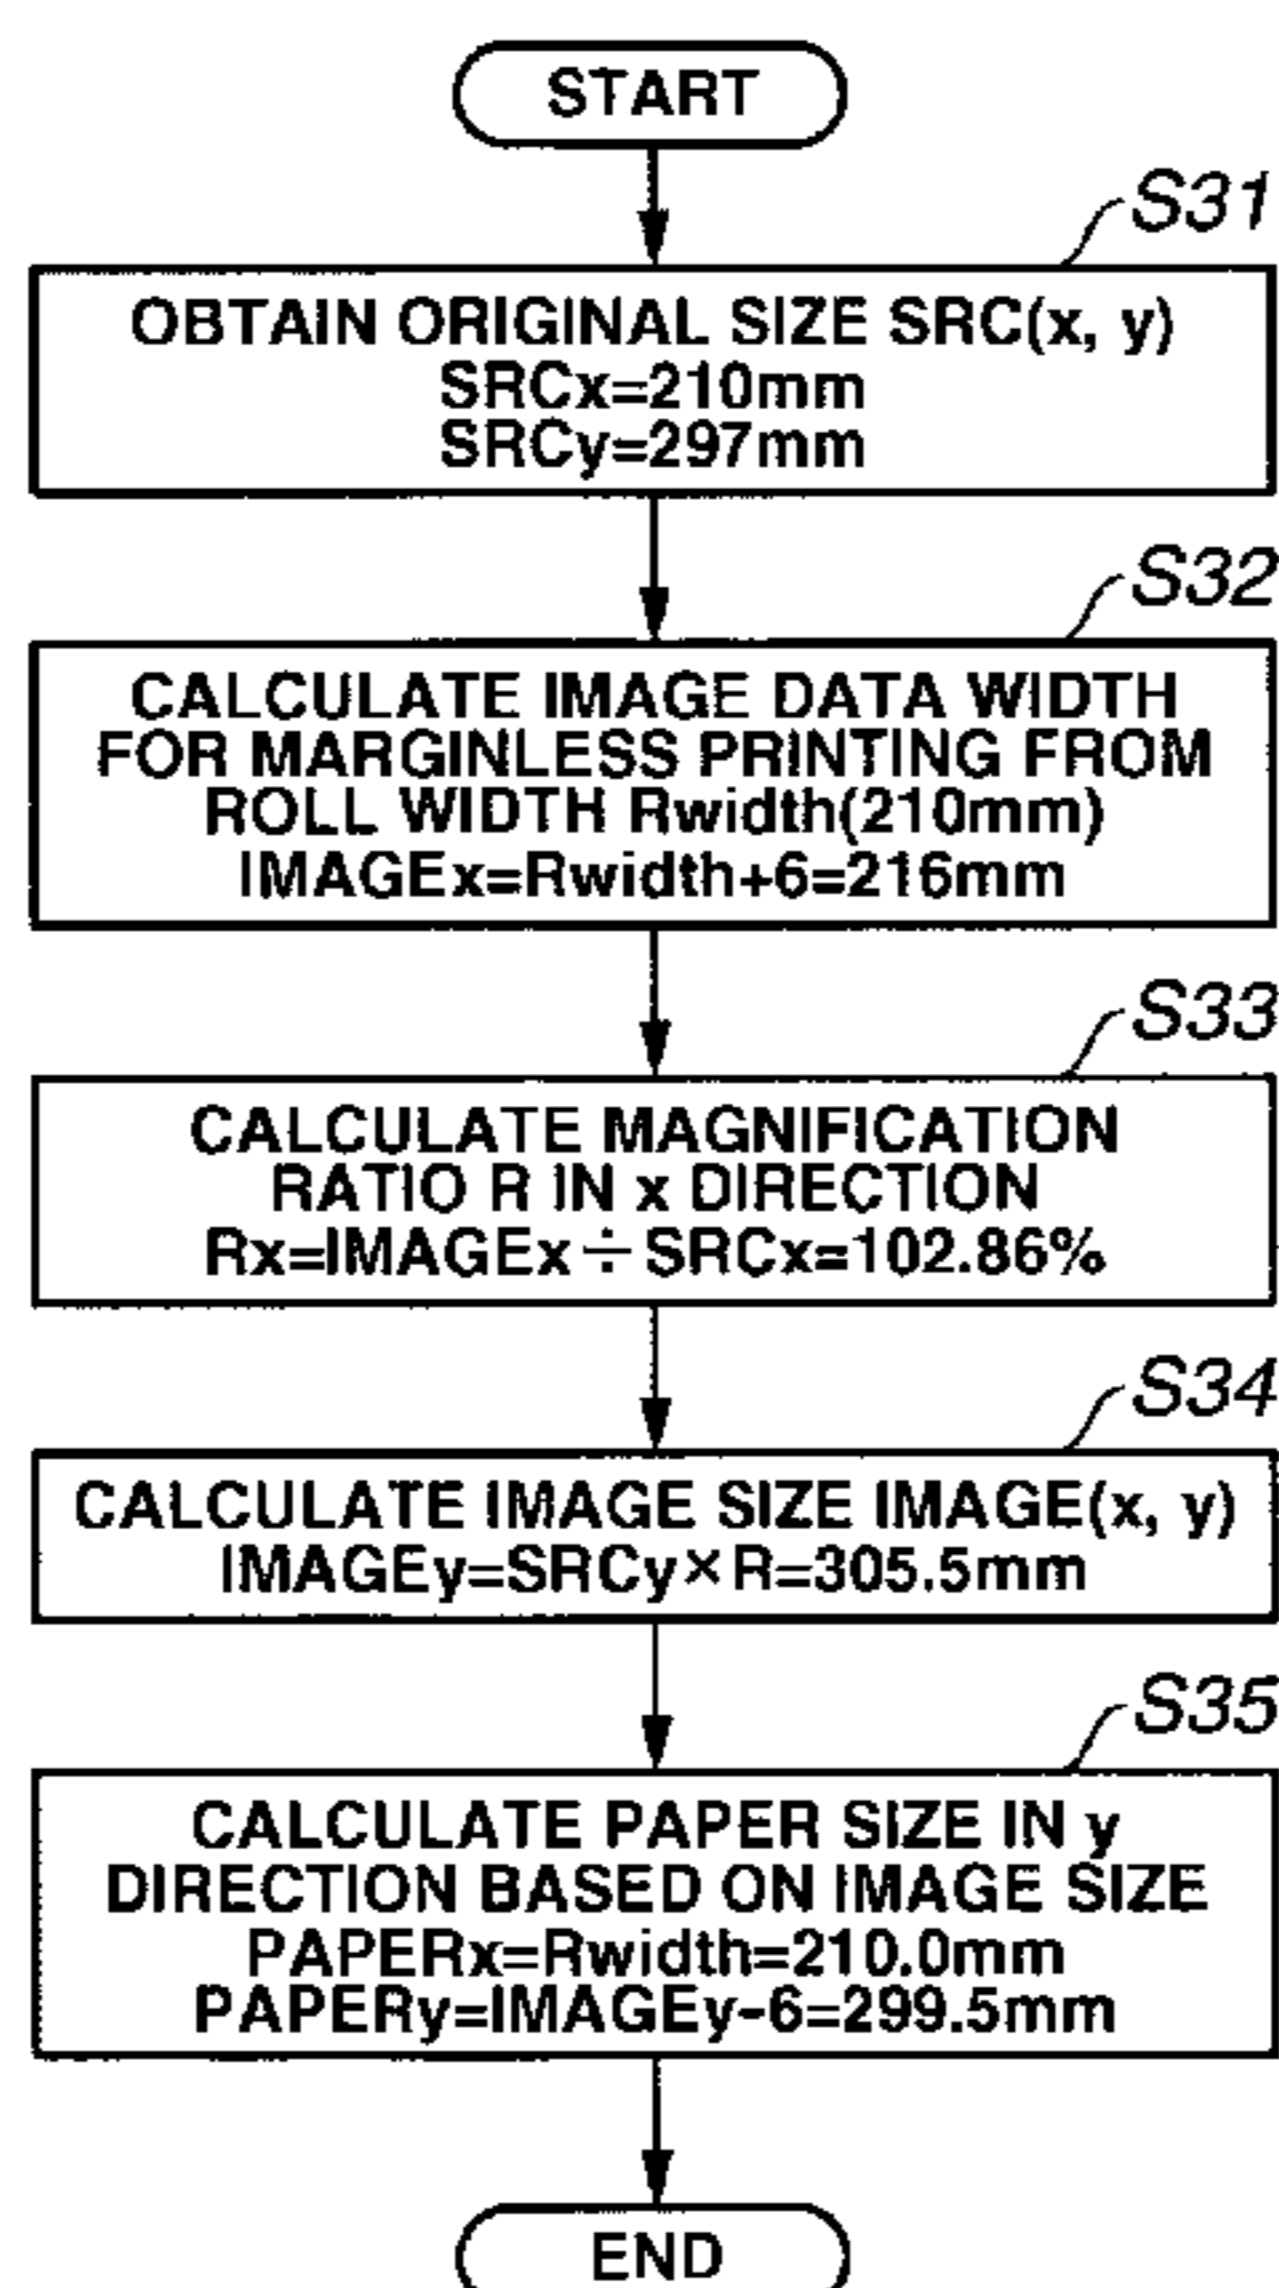 START
S31
OBTAIN ORIGINAL SIZE SRC(x, y)
SRCx=210mm
SRCy=297mm
S32
CALCULATE IMAGE DATA WIDTH
FOR MARGINLESS PRINTING FROM
ROLL WIDTH Rwidth(210mm)
IMAGEx=Rwidth+6=216mm
S33
CALCULATE MAGNIFICATION
RATIO R IN x DIRECTION
Rx=IMAGEx÷SRCx=102.86%
S34
CALCULATE IMAGE SIZE IMAGE(x, y)
IMAGEy=SRCy×R=305.5mm
S35
CALCULATE PAPER SIZE IN y
DIRECTION BASED ON IMAGE SIZE
PAPERx=Rwidth=210.0mm
PAPERy=IMAGEy-6=299.5mm
END